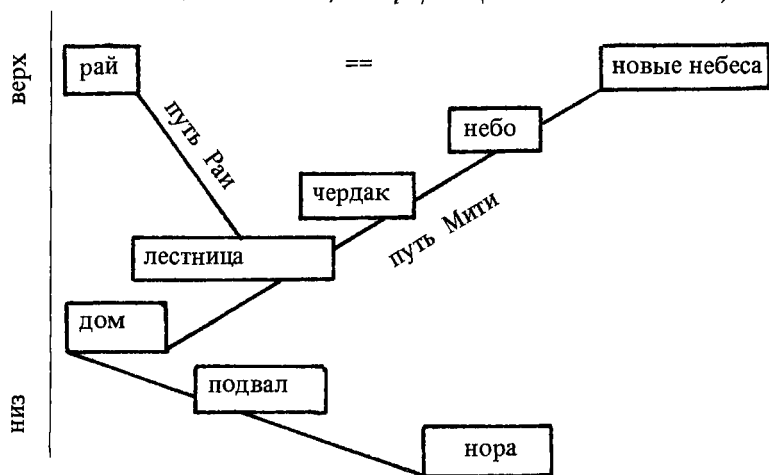 верх
рай
==
новые небеса
путь Раи
небо
чердак
путь Мити
лестница
дом
подвал
низ
нора